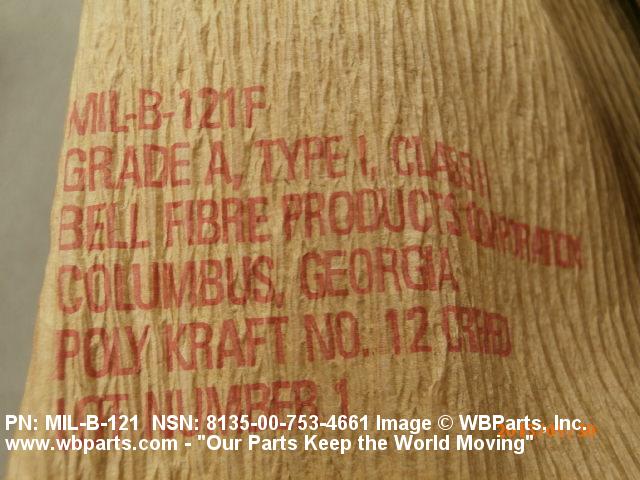 MIL-B-121F
GRADE A, TYPE I, CLASS
BELL FIBRE PRODUCTS CORPORATION
COLUMBUS, GEORGIA
POLY KRAFT NO. 12
LOT NUMBER 1
PN: MIL-B-121 NSN: 8135-00-753-4661 Image © WBParts, Inc.
www.wbparts.com - "Our Parts Keep the World Moving"